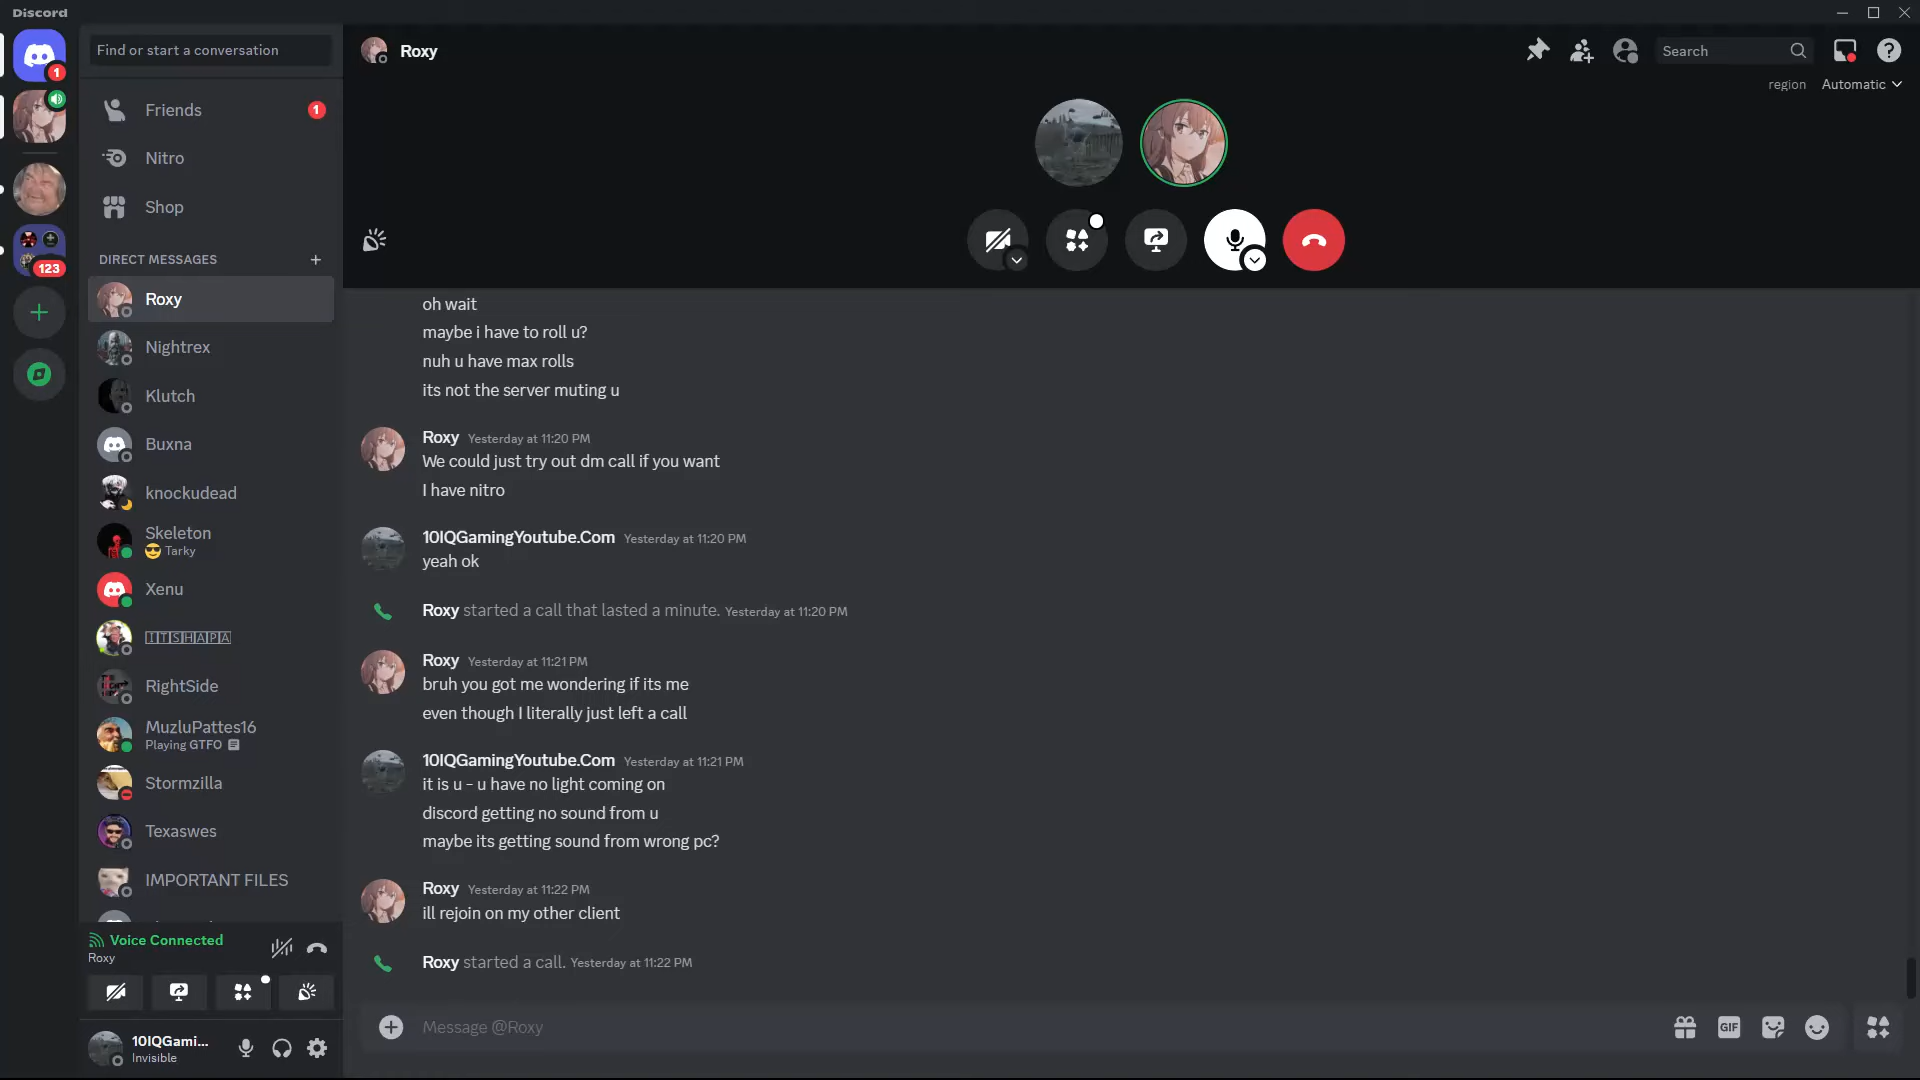 Discord
1
123
Find or start a conversation
Friends
1
Nitro
Shop
DIRECT MESSAGES
Roxy
Nightrex
Klutch
Buxna
knockudead
Skeleton
😎 Tarky
Xenu
🄸🅃🅂🄷🄰🄿🄰
RightSide
MuzluPattes16
Playing GTFO
Stormzilla
Texaswes
IMPORTANT FILES
Voice Connected
Roxy
10IQGami...
Invisible
Roxy
Search
region Automatic
oh wait
maybe i have to roll u?
nuh u have max rolls
its not the server muting u
Roxy Yesterday at 11:20 PM
We could just try out dm call if you want
I have nitro
10IQGamingYoutube.Com Yesterday at 11:20 PM
yeah ok
Roxy started a call that lasted a minute. Yesterday at 11:20 PM
Roxy Yesterday at 11:21 PM
bruh you got me wondering if its me
even though I literally just left a call
10IQGamingYoutube.Com Yesterday at 11:21 PM
it is u - u have no light coming on
discord getting no sound from u
maybe its getting sound from wrong pc?
Roxy Yesterday at 11:22 PM
ill rejoin on my other client
Roxy started a call. Yesterday at 11:22 PM
Message @Roxy
GIF